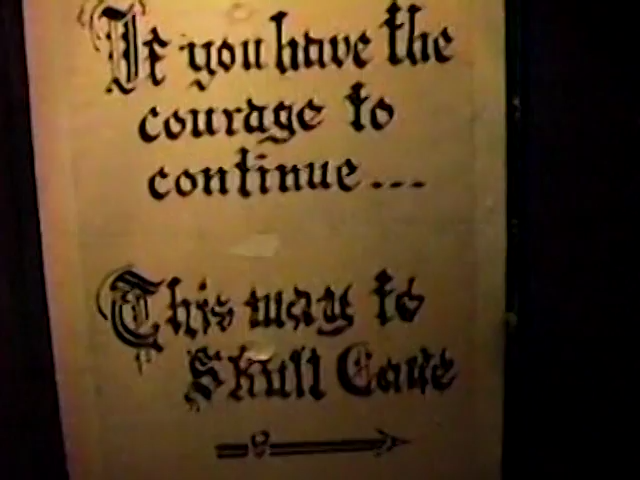 If you have the
courage to
continue...
This way to
Skull Cave